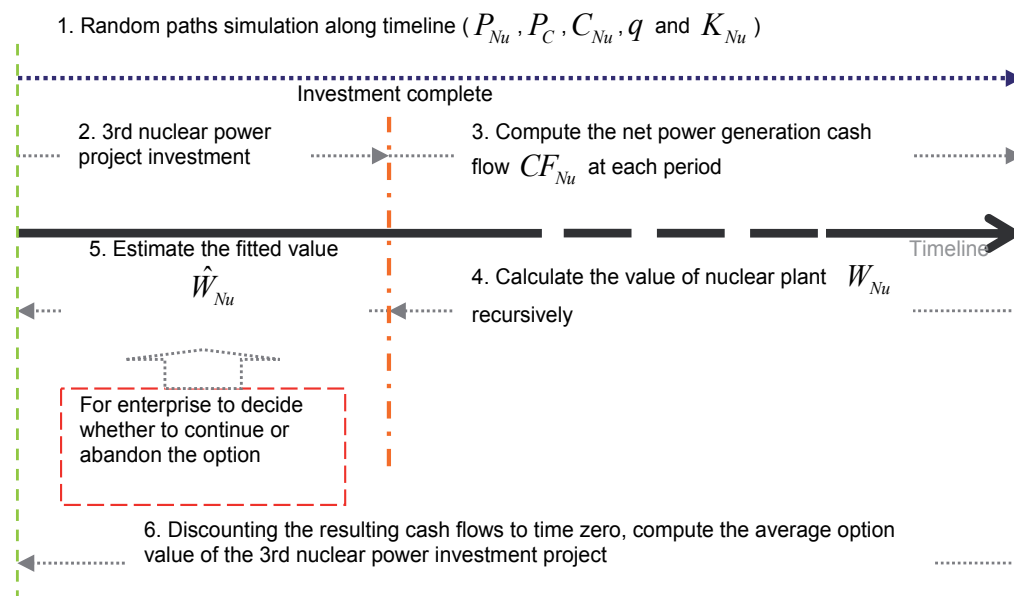 1. Random paths simulation along timeline ( P_Nu , P_C , C_Nu , q and K_Nu )
Investment complete
2. 3rd nuclear power
project investment
3. Compute the net power generation cash
flow CF_Nu at each period
Timeline
5. Estimate the fitted value
Ŵ_Nu
4. Calculate the value of nuclear plant W_Nu
recursively
For enterprise to decide
whether to continue or
abandon the option
6. Discounting the resulting cash flows to time zero, compute the average option
value of the 3rd nuclear power investment project